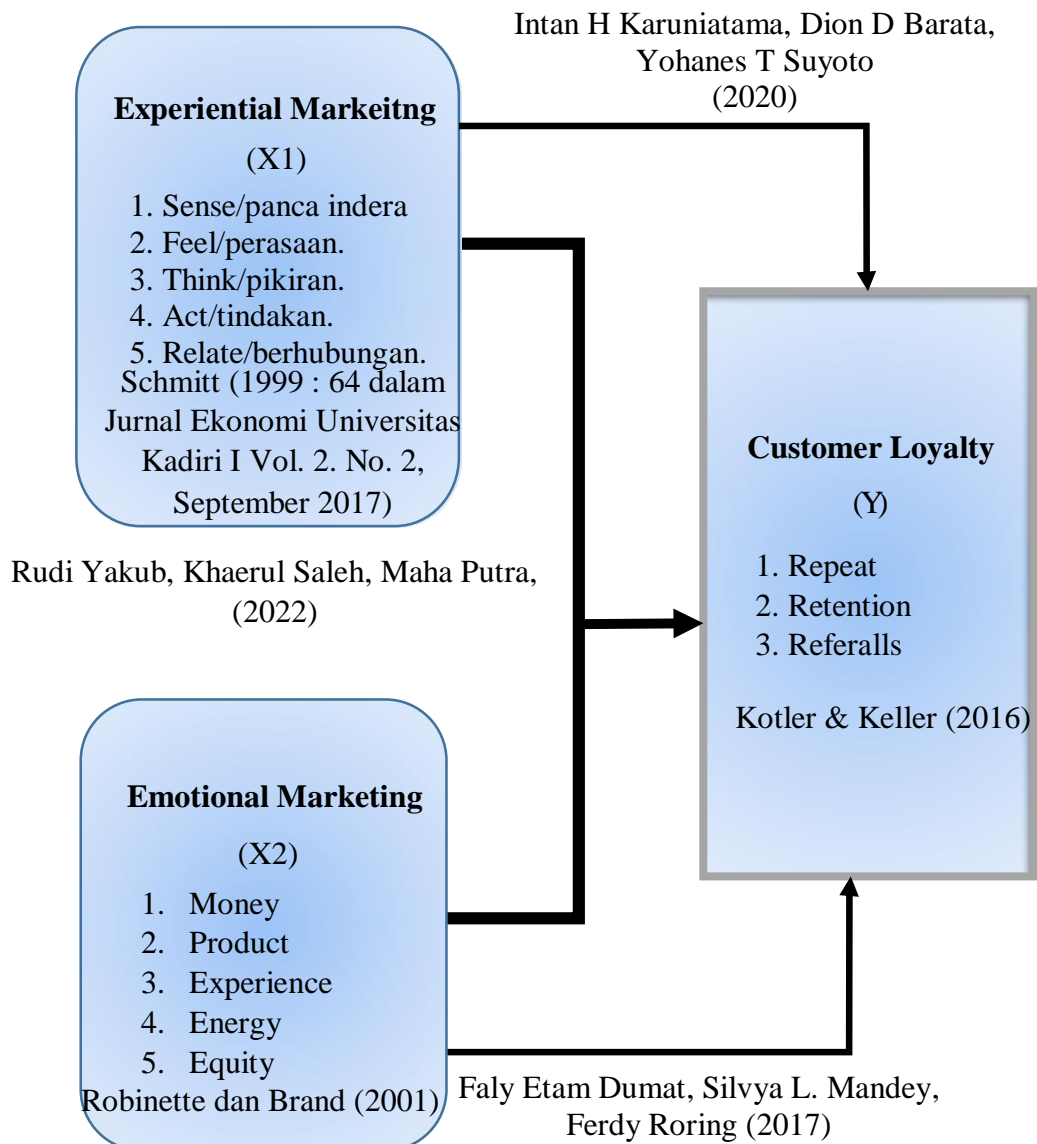 Intan H Karuniatama, Dion D Barata,
Yohanes T Suyoto
(2020)
Experiential Markeitng
(X1)
1. Sense/panca indera
2. Feel/perasaan.
3. Think/pikiran.
4. Act/tindakan.
5. Relate/berhubungan.
Schmitt (1999 : 64 dalam
Jurnal Ekonomi Universitas
Kadiri I Vol. 2. No. 2,
September 2017)
Rudi Yakub, Khaerul Saleh, Maha Putra,
(2022)
Customer Loyalty
(Y)
1. Repeat
2. Retention
3. Referalls
Kotler & Keller (2016)
Emotional Marketing
(X2)
1. Money
2. Product
3. Experience
4. Energy
5. Equity
Robinette dan Brand (2001)
Faly Etam Dumat, Silvya L. Mandey,
Ferdy Roring (2017)